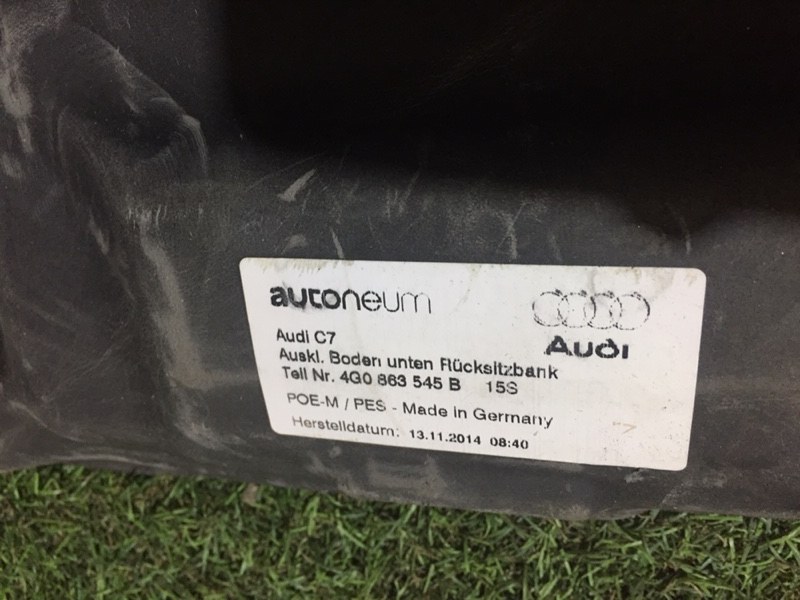 autoneum
AUDI
Audi C7
Auskl. Boden unten Rücksitzbank
Teil Nr. 4G0 863 545 B 15S
POE-M / PES - Made in Germany
Herstelldatum: 13.11.2014 08:40